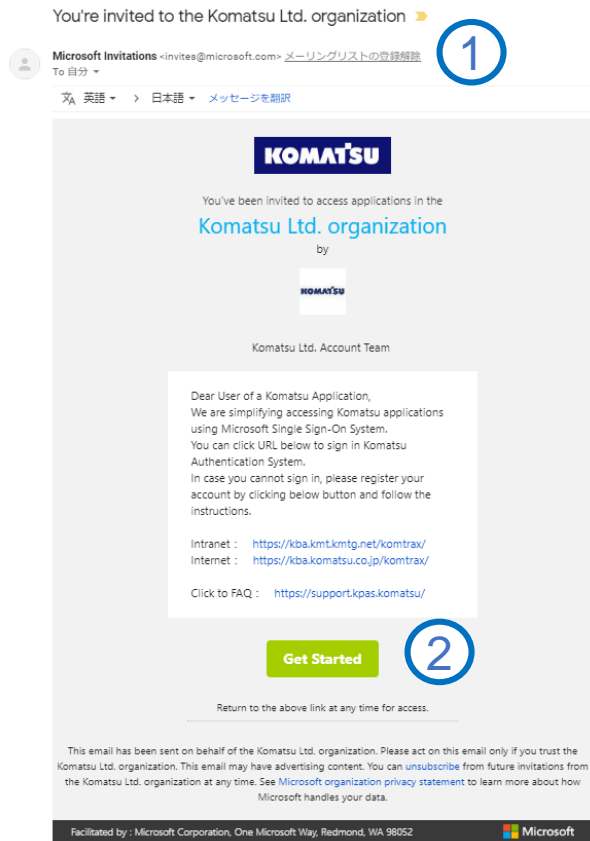 You're invited to the Komatsu Ltd. organization
Microsoft Invitations <invites@microsoft.com> メーリングリストの登録解除
1
To 自分
英語 > 日本語 メッセージを翻訳
KOMATSU
You've been invited to access applications in the
Komatsu Ltd. organization
by
KOMATSU
Komatsu Ltd. Account Team
Dear User of a Komatsu Application,
We are simplifying accessing Komatsu applications
using Microsoft Single Sign-On System.
You can click URL below to sign in Komatsu
Authentication System.
In case you cannot sign in, please register your
account by clicking below button and follow the
instructions.
Intranet : https://kba.kmt.kmtg.net/komtrax/
Internet : https://kba.komatsu.co.jp/komtrax/
Click to FAQ : https://support.kpas.komatsu/
Get Started
2
Return to the above link at any time for access.
This email has been sent on behalf of the Komatsu Ltd. organization. Please act on this email only if you trust the
Komatsu Ltd. organization. This email may have advertising content. You can unsubscribe from future invitations from
the Komatsu Ltd. organization at any time. See Microsoft organization privacy statement to learn more about how
Microsoft handles your data.
Facilitated by : Microsoft Corporation, One Microsoft Way, Redmond, WA 98052 Microsoft